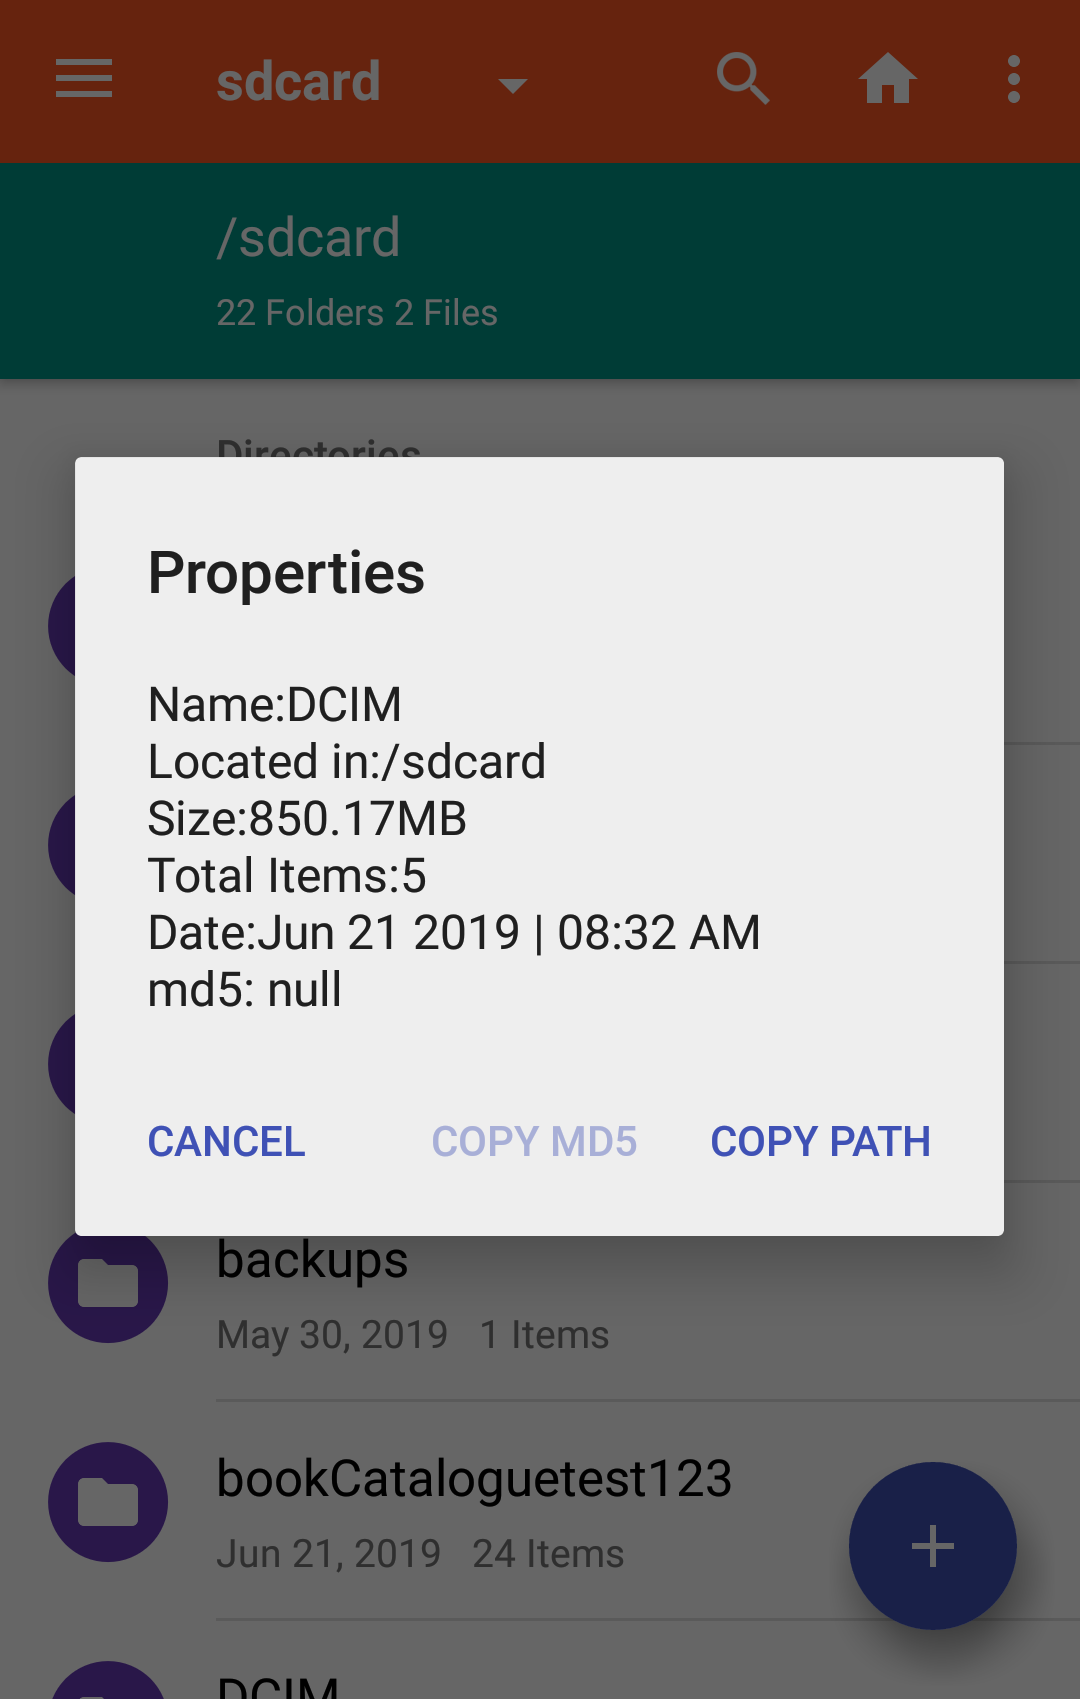 sdcard
/sdcard
22 Folders 2 Files
Directories
Properties
Name:DCIM
Located in:/sdcard
Size:850.17MB
Total Items:5
Date:Jun 21 2019 | 08:32 AM
md5: null
CANCEL COPY MD5 COPY PATH
backups
May 30, 2019 1 Items
bookCataloguetest123
Jun 21, 2019 24 Items
DCIM